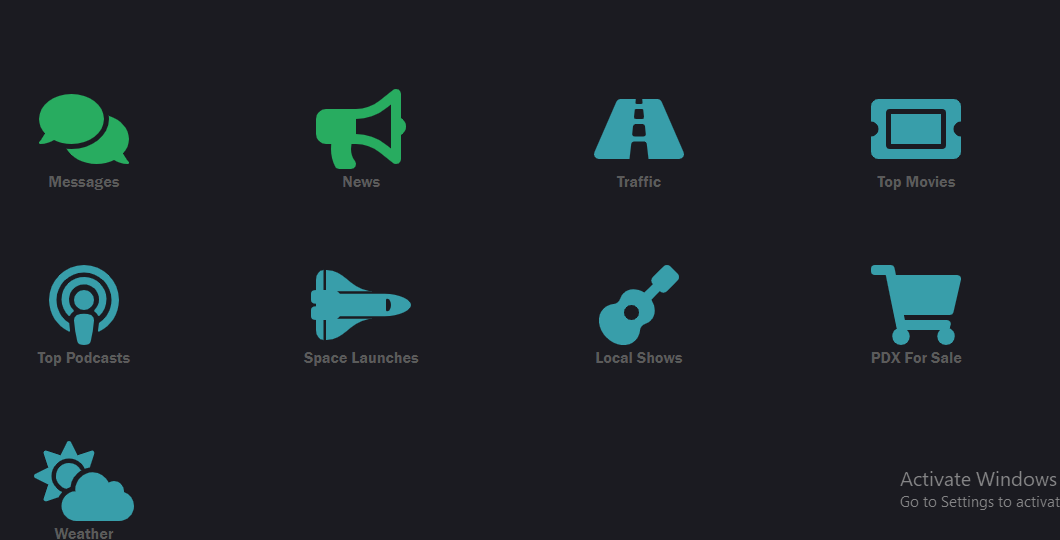 Messages
News
Traffic
Top Movies
Top Podcasts
Space Launches
Local Shows
PDX For Sale
Activate Windows
Go to Settings to activat
Weather